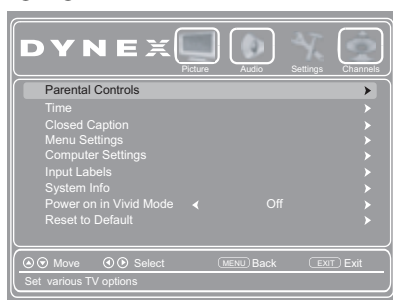 DYNEX
Picture Audio Settings Channels
Parental Controls
Time
Closed Caption
Menu Settings
Computer Settings
Input Labels
System Info
Power on in Vivid Mode Off
Reset to Default
Move Select MENU Back EXIT Exit
Set various TV options